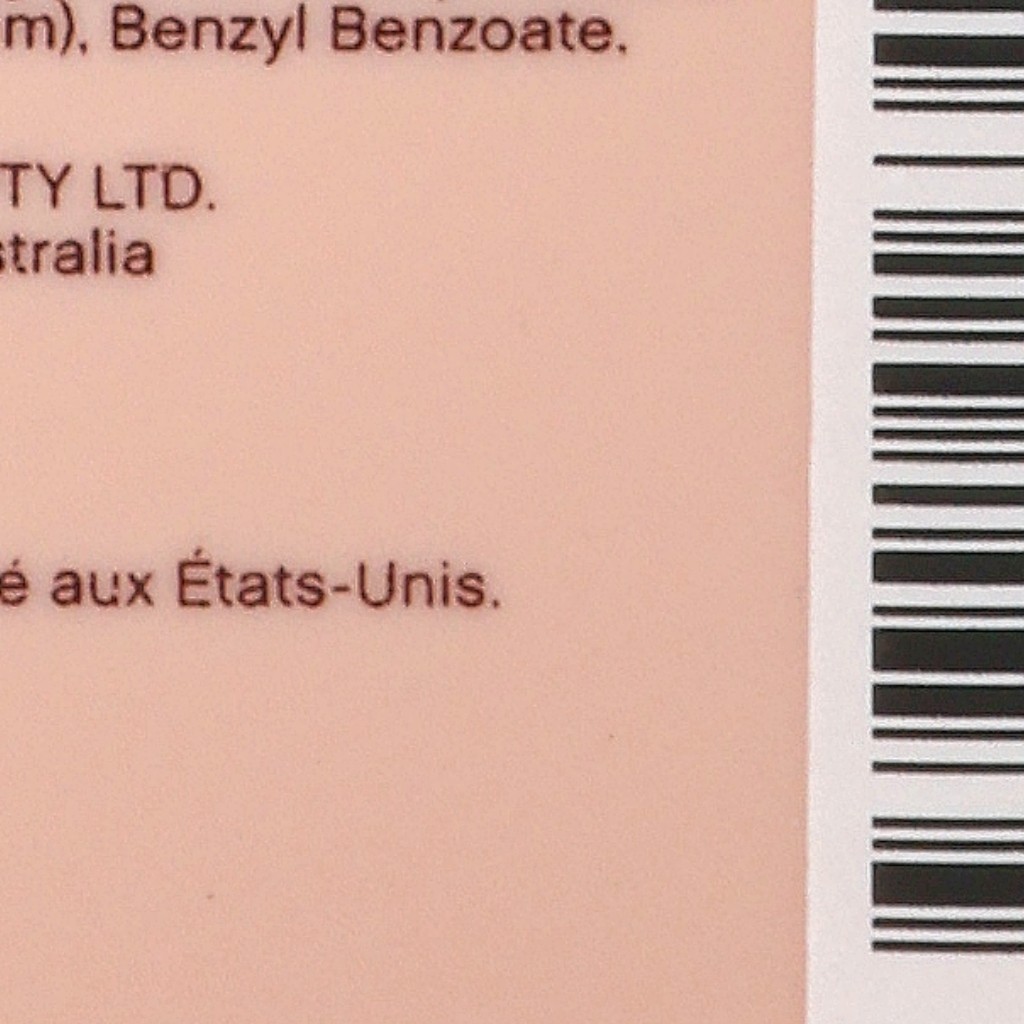 m), Benzyl Benzoate.
TY LTD.
stralia
é aux États-Unis.